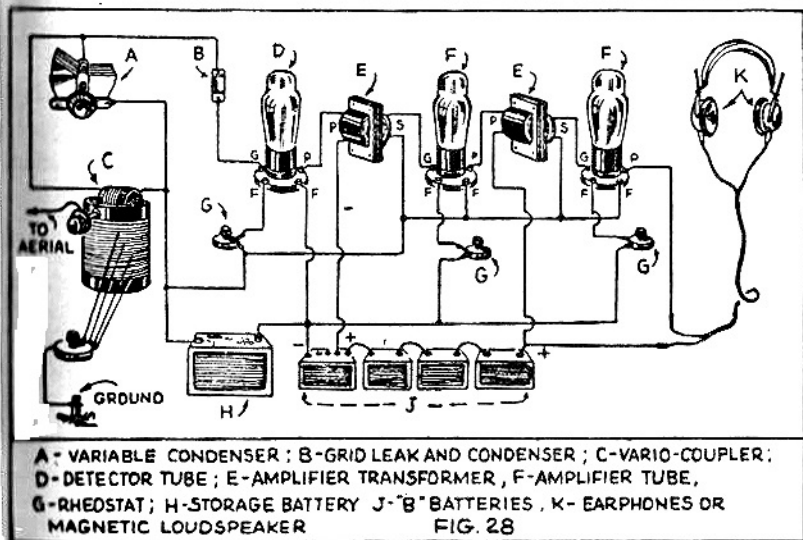 A B D E F E F K
P S P S
G P G P G P
F F F F F F
C
G G G
TO AERIAL
GROUND
H J
- + +
A- VARIABLE CONDENSER; B-GRID LEAK AND CONDENSER; C-VARIO-COUPLER;
D-DETECTOR TUBE; E-AMPLIFIER TRANSFORMER, F-AMPLIFIER TUBE,
G-RHEOSTAT; H-STORAGE BATTERY J-"B" BATTERIES, K- EARPHONES OR
MAGNETIC LOUDSPEAKER FIG. 28